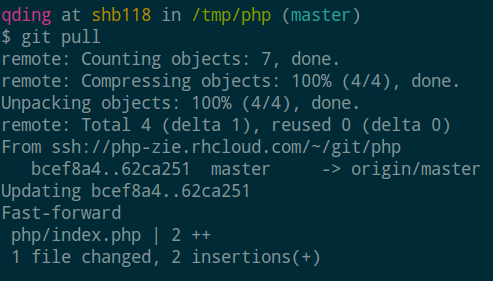 qding at shb118 in /tmp/php (master)
$ git pull
remote: Counting objects: 7, done.
remote: Compressing objects: 100% (4/4), done.
Unpacking objects: 100% (4/4), done.
remote: Total 4 (delta 1), reused 0 (delta 0)
From ssh://php-zie.rhcloud.com/~/git/php
   bcef8a4..62ca251  master     -> origin/master
Updating bcef8a4..62ca251
Fast-forward
 php/index.php | 2 ++
 1 file changed, 2 insertions(+)